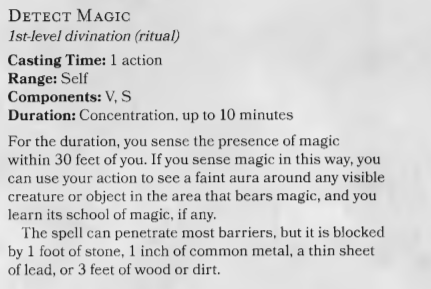 DETECT MAGIC
1st-level divination (ritual)
Casting Time: 1 action
Range: Self
Components: V, S
Duration: Concentration, up to 10 minutes
For the duration, you sense the presence of magic
within 30 feet of you. If you sense magic in this way, you
can use your action to see a faint aura around any visible
creature or object in the area that bears magic, and you
learn its school of magic, if any.
The spell can penetrate most barriers, but it is blocked
by 1 foot of stone, 1 inch of common metal, a thin sheet
of lead, or 3 feet of wood or dirt.